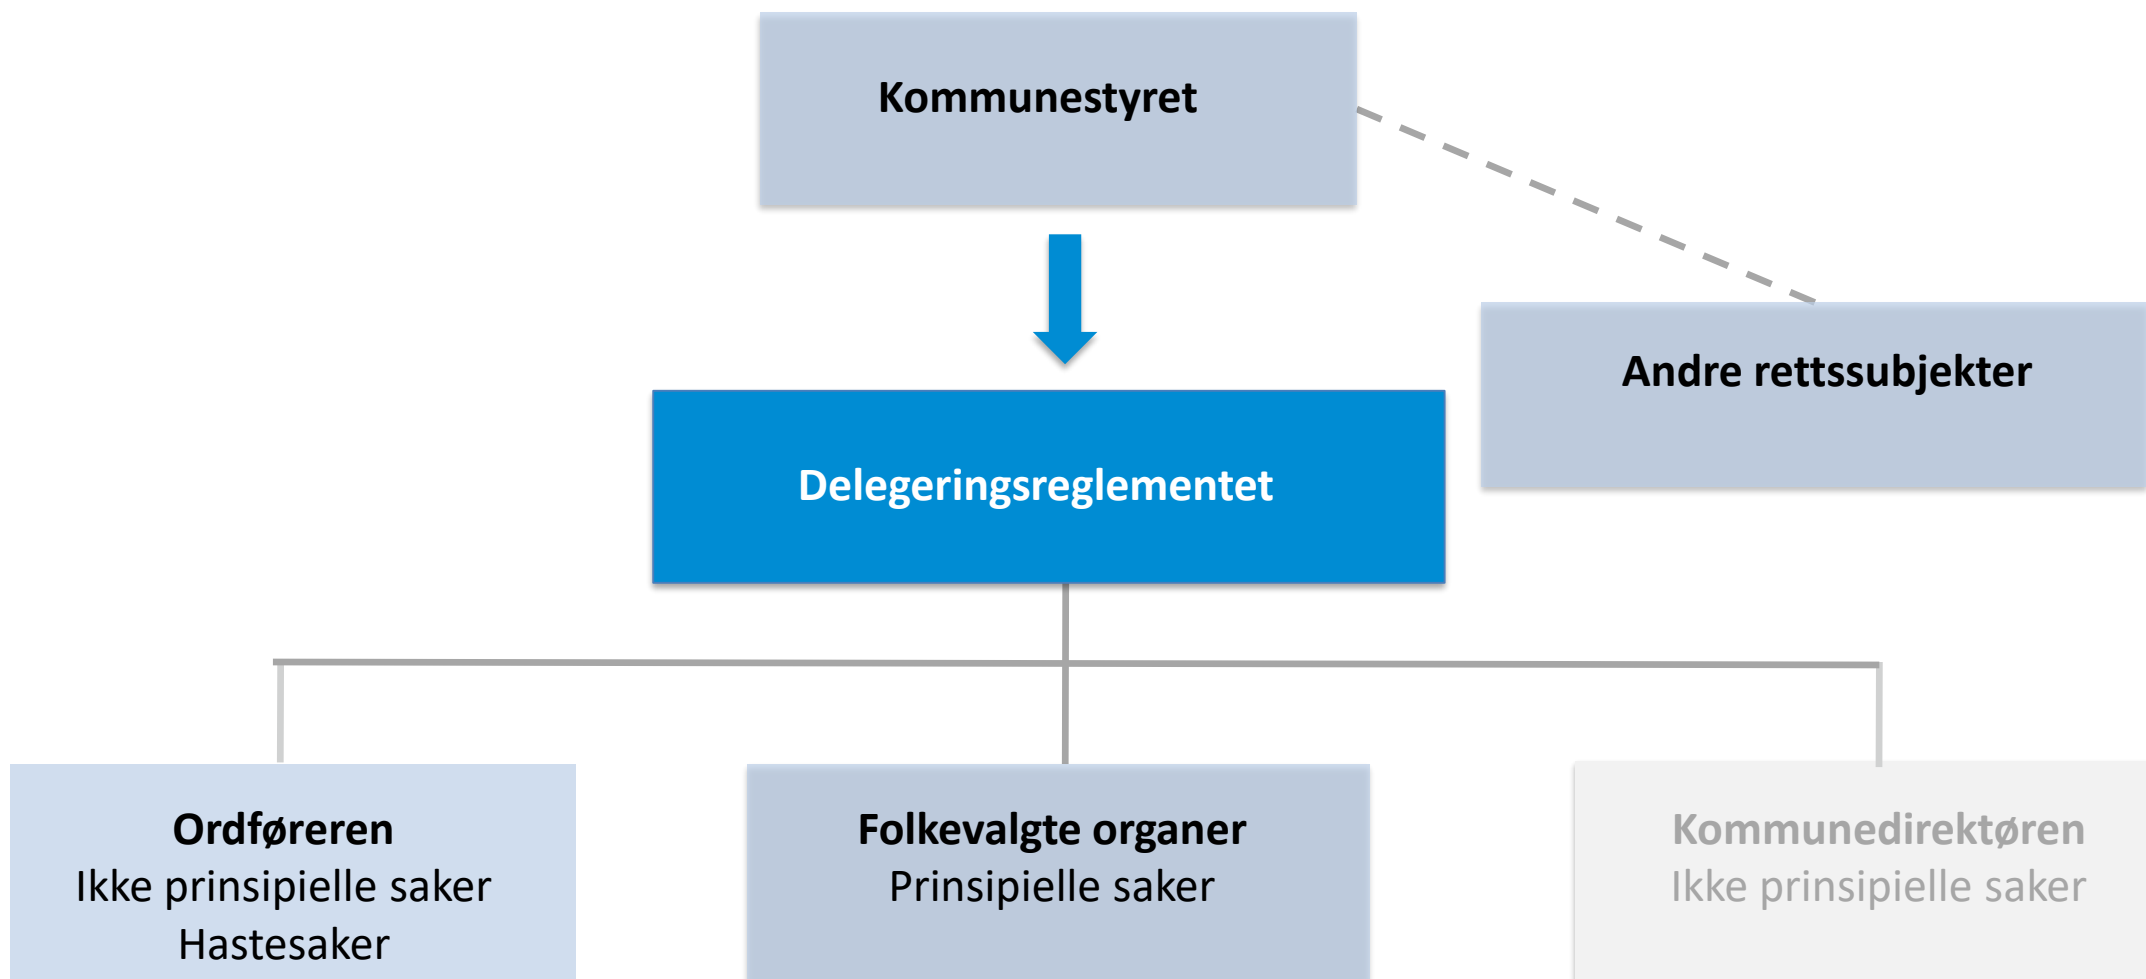 Kommunestyret
Andre rettssubjekter
Delegeringsreglementet
Ordføreren
Ikke prinsipielle saker
Hastesaker
Folkevalgte organer
Prinsipielle saker
Kommunedirektøren
Ikke prinsipielle saker